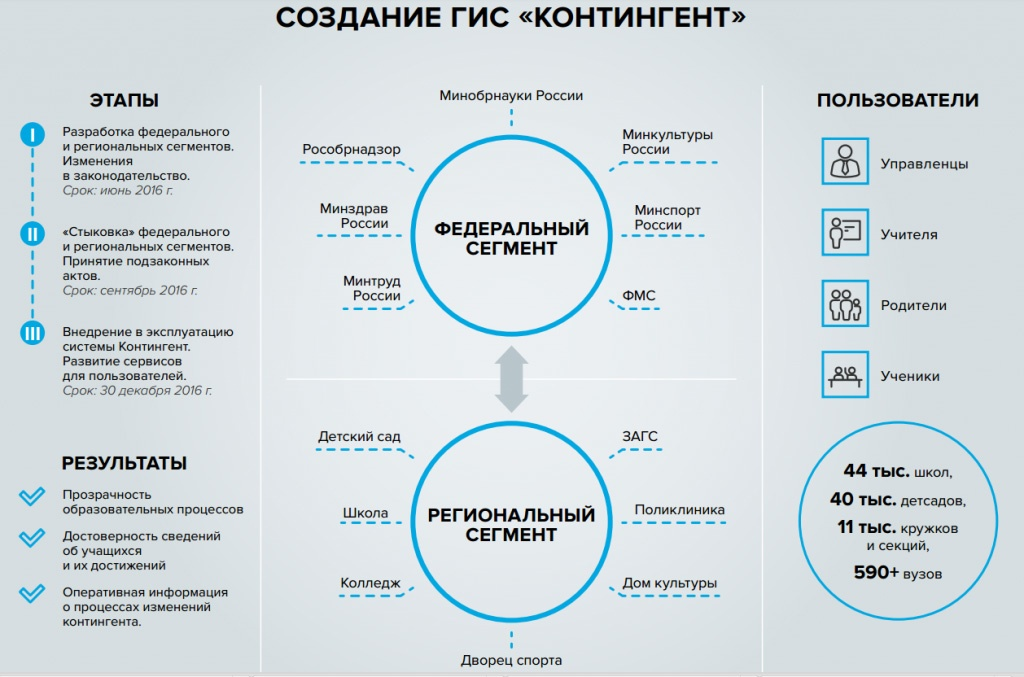 СОЗДАНИЕ ГИС «КОНТИНГЕНТ»
ЭТАПЫ
I
Разработка федерального
и региональных сегментов.
Изменения
в законодательстве.
Срок: июнь 2016 г.
II
«Стыковка» федерального
и региональных сегментов.
Принятие подзаконных
актов.
Срок: сентябрь 2016 г.
III
Внедрение в эксплуатацию
системы Контингент.
Развитие сервисов
для пользователей.
Срок: 30 декабря 2016 г.
РЕЗУЛЬТАТЫ
Прозрачность
образовательных процессов
Достоверность сведений
об учащихся
и их достижений
Оперативная информация
о процессах изменений
контингента.
Минобрнауки России
Рособрнадзор
Минкультуры
России
Минздрав
России
Минспорт
России
Минтруд
России
ФМС
ФЕДЕРАЛЬНЫЙ
СЕГМЕНТ
Детский сад
ЗАГС
Школа
Поликлиника
Колледж
Дом культуры
РЕГИОНАЛЬНЫЙ
СЕГМЕНТ
Дворец спорта
ПОЛЬЗОВАТЕЛИ
Управленцы
Учителя
Родители
Ученики
44 тыс. школ,
40 тыс. детсадов,
11 тыс. кружков
и секций,
590+ вузов